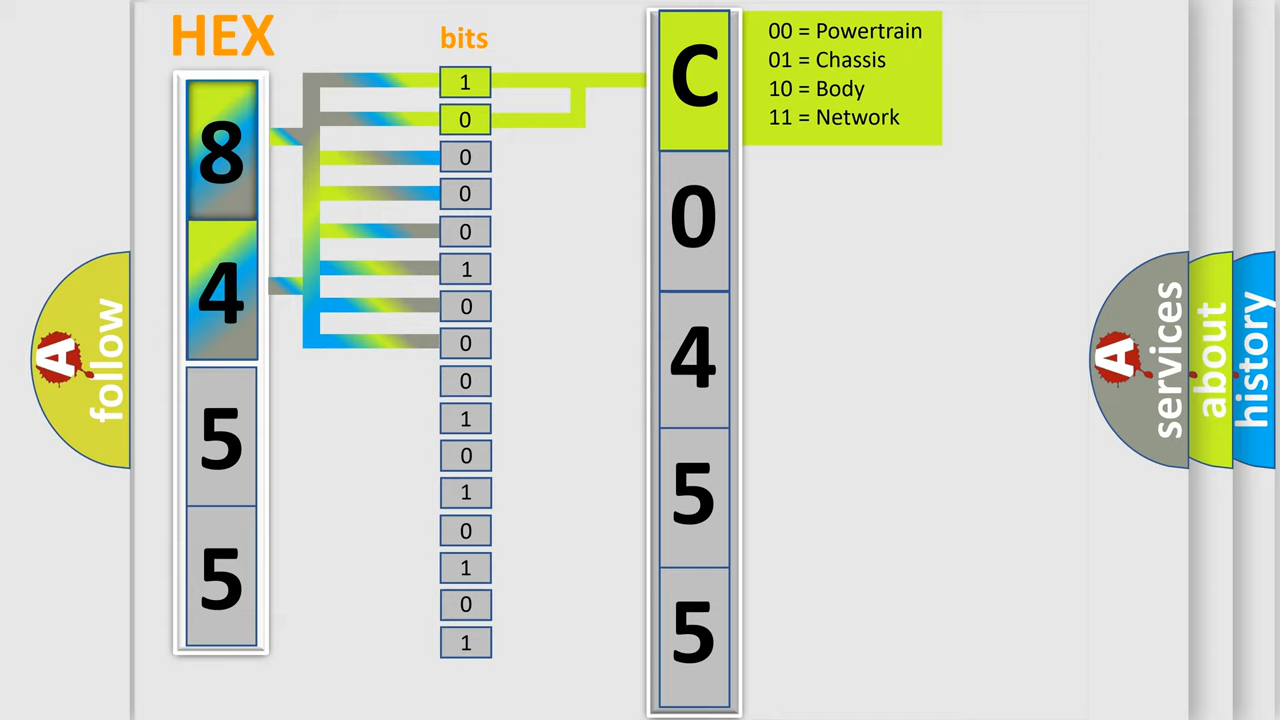 HEX
bits
8
4
5
5
1
0
0
0
0
1
0
0
0
1
0
1
0
1
0
1
C
0
4
5
5
00 = Powertrain
01 = Chassis
10 = Body
11 = Network
A
follow
A
services
about
history